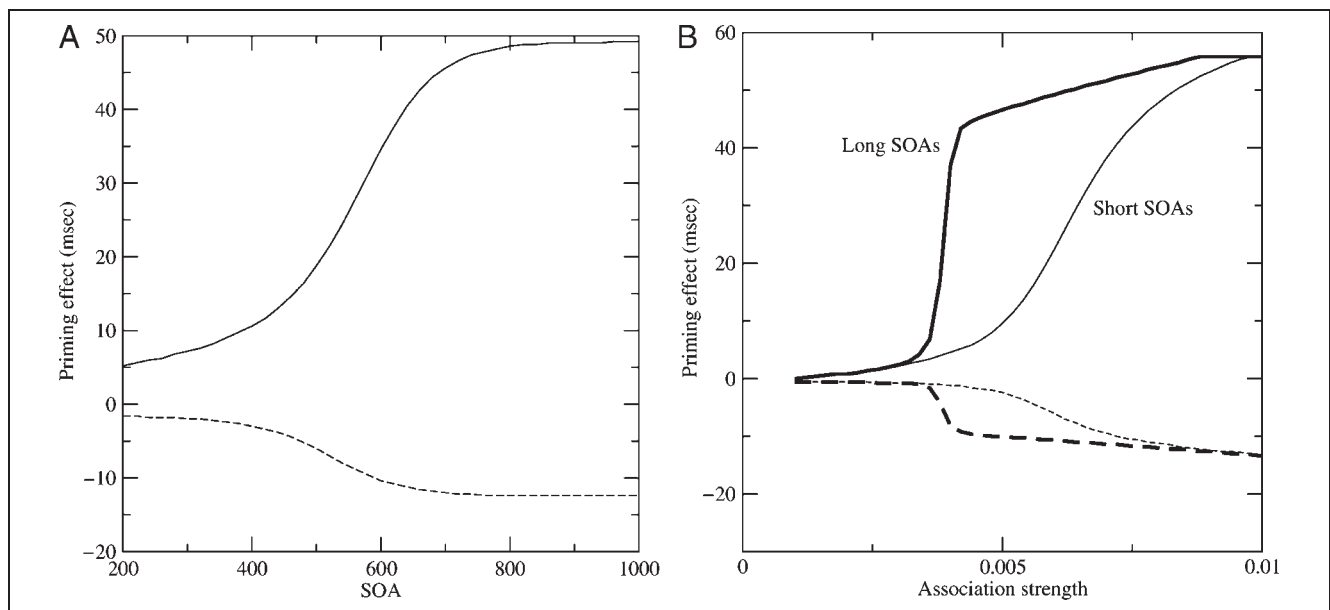 A
50
40
30
20
10
0
−10
−20
Priming effect (msec)
200
400
600
800
1000
SOA
B
60
40
20
0
−20
Priming effect (msec)
Long SOAs
Short SOAs
0
0.005
0.01
Association strength